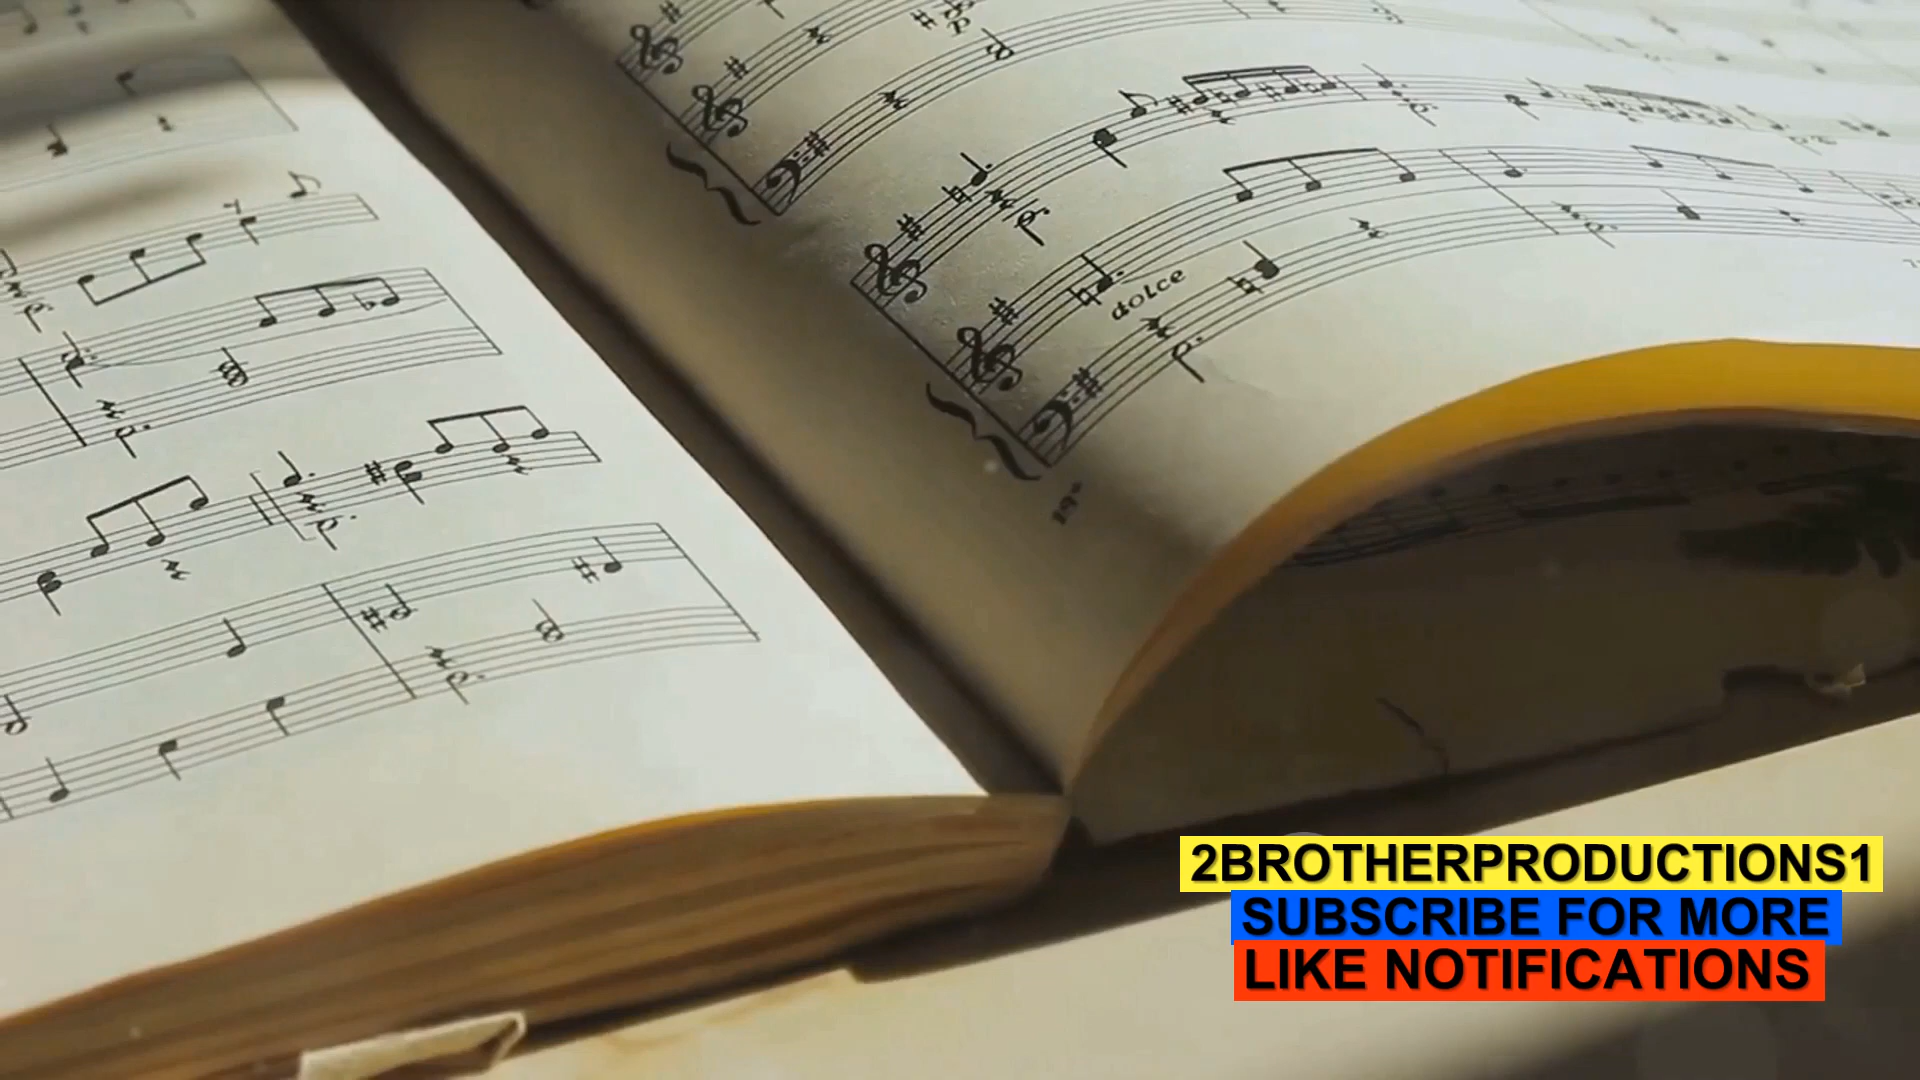 dolce
2BROTHERPRODUCTIONS1
SUBSCRIBE FOR MORE
LIKE NOTIFICATIONS